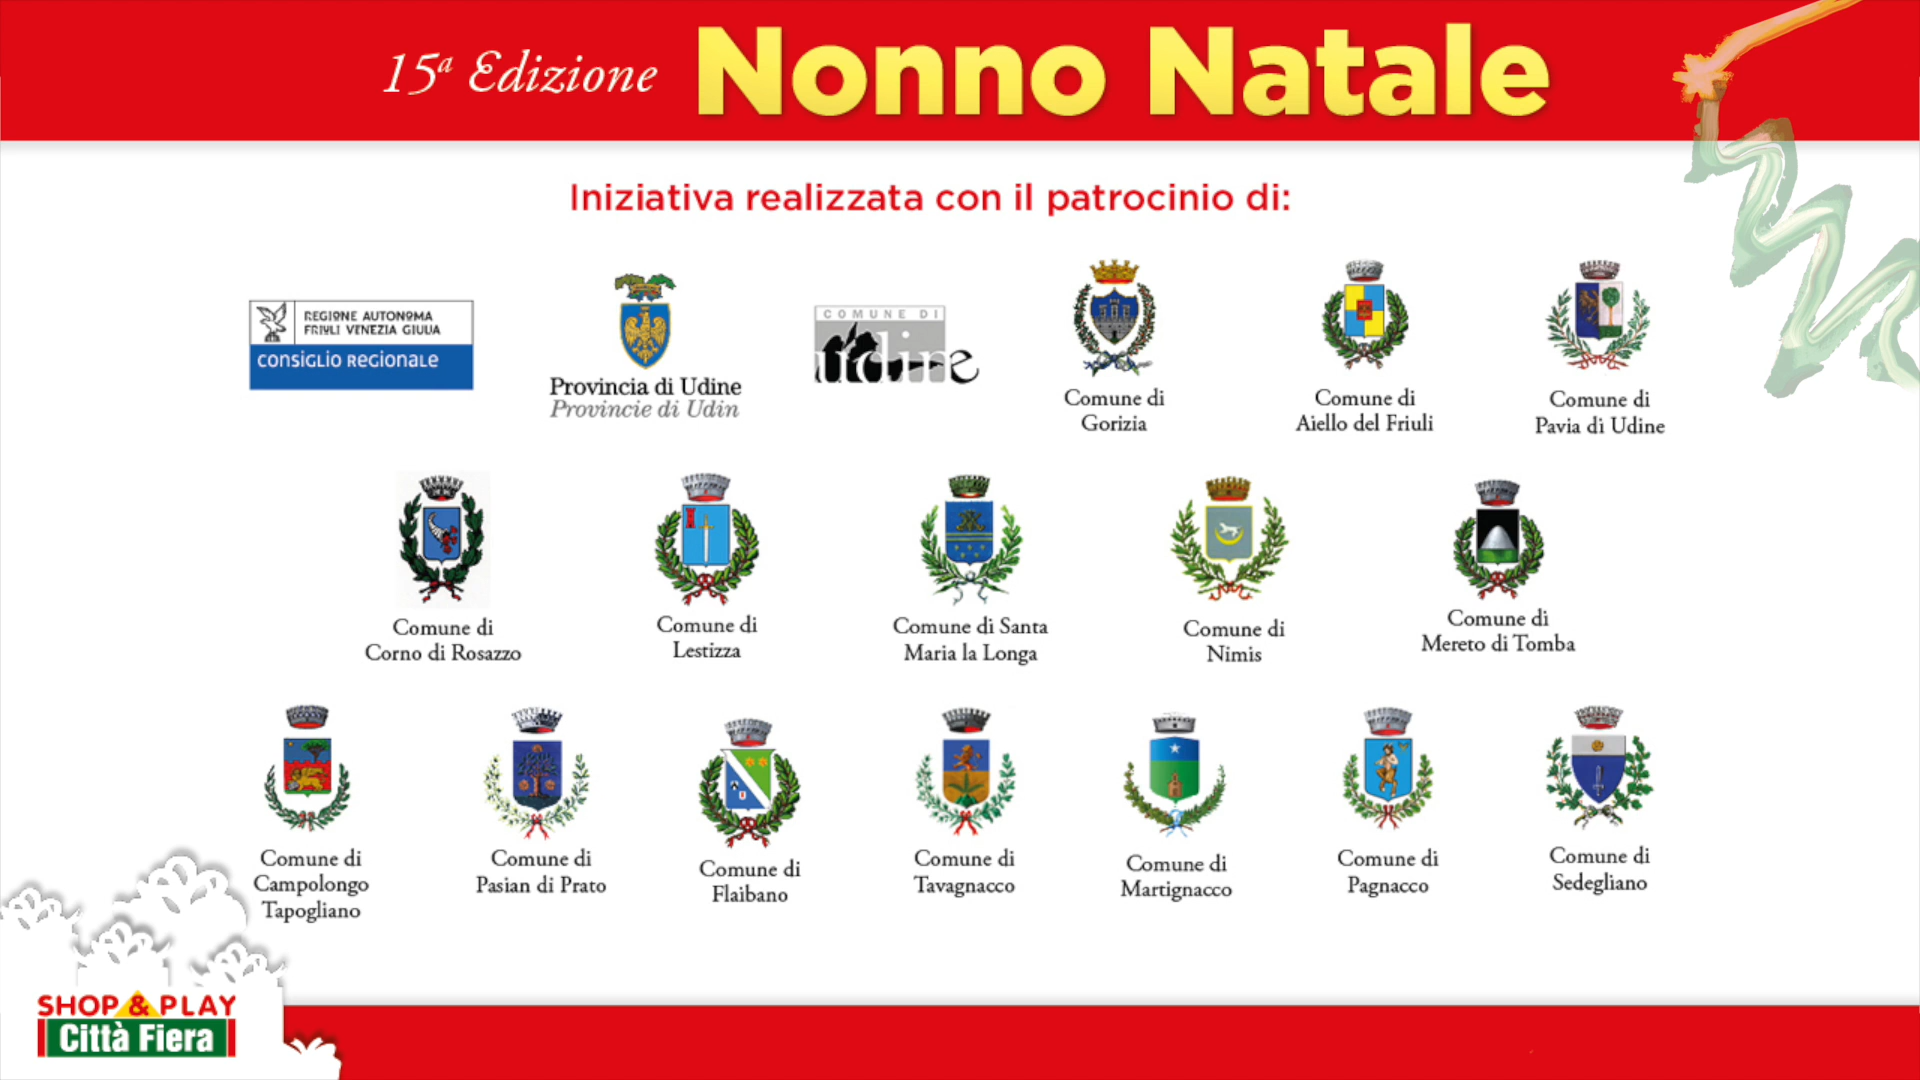 15ª Edizione Nonno Natale
Iniziativa realizzata con il patrocinio di:
REGIONE AUTONOMA
FRIULI VENEZIA GIULIA
CONSIGLIO REGIONALE
Provincia di Udine
Provincie di Udin
COMUNE DI
udine
Comune di
Gorizia
Comune di
Aiello del Friuli
Comune di
Pavia di Udine
Comune di
Corno di Rosazzo
Comune di
Lestizza
Comune di Santa
Maria la Longa
Comune di
Nimis
Comune di
Mereto di Tomba
Comune di
Campolongo
Tapogliano
Comune di
Pasian di Prato
Comune di
Flaibano
Comune di
Tavagnacco
Comune di
Martignacco
Comune di
Pagnacco
Comune di
Sedegliano
SHOP & PLAY
Città Fiera